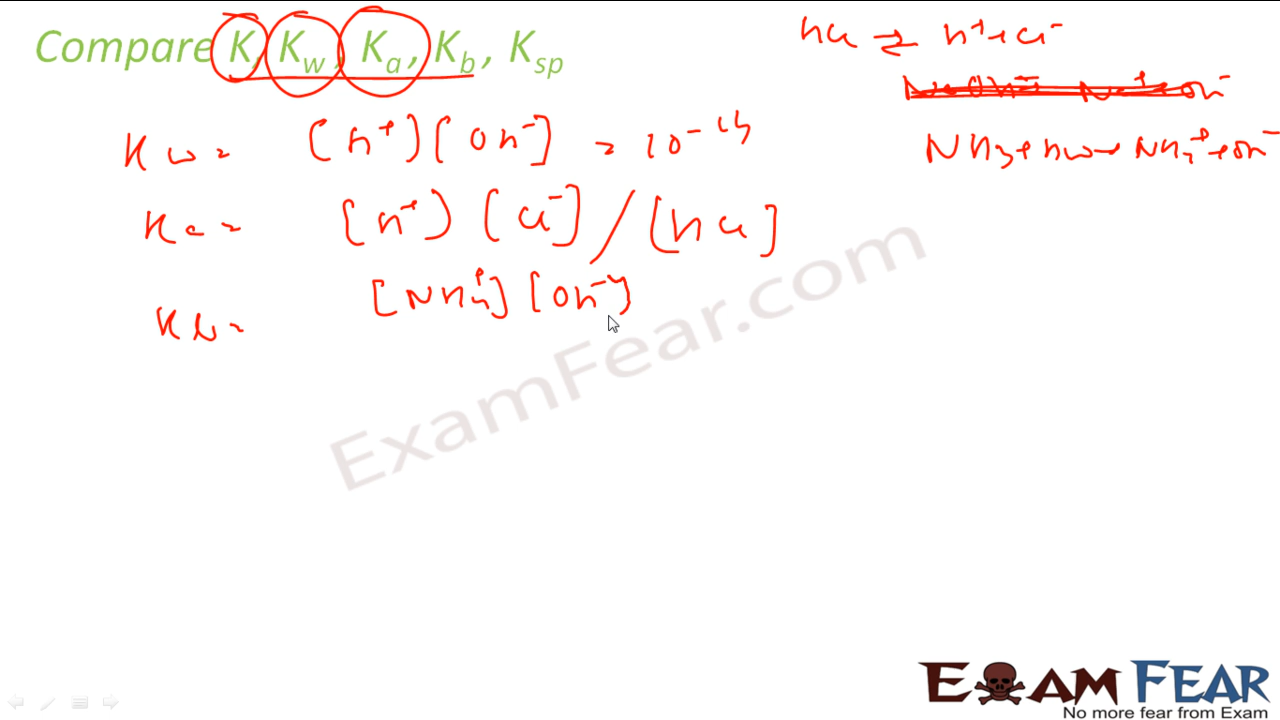 Compare K, Kw, Ka, Kb, Ksp
HCl ⇌ H+ + Cl-
Kw = [H+][OH-] = 10-14
NH3 + HW → NH4+ + OH-
Ka = [H+][Cl-] / [HCl]
Kb = [NH4+][OH-]
ExamFear.com
EXAM FEAR
No more fear from Exam